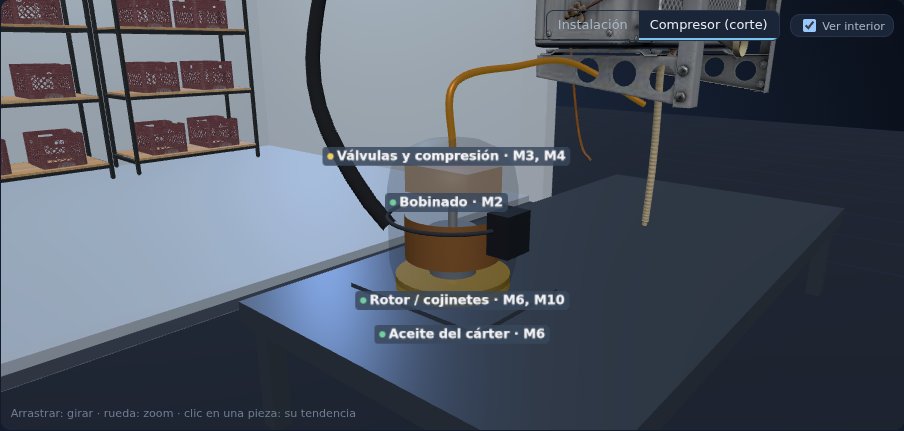 Instalación
Compresor (corte)
Ver interior
Válvulas y compresión · M3, M4
Bobinado · M2
Rotor / cojinetes · M6, M10
Aceite del cárter · M6
Arrastrar: girar · rueda: zoom · clic en una pieza: su tendencia